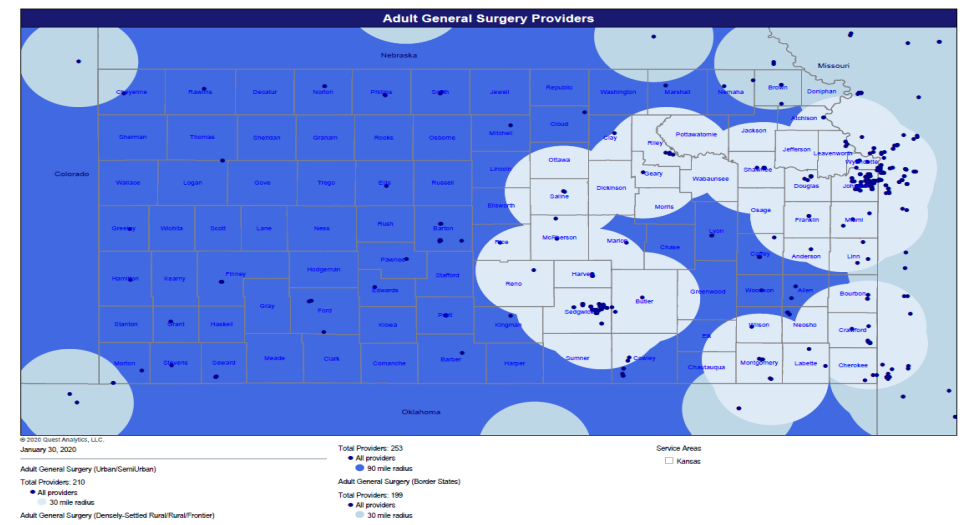 Adult General Surgery Providers
Nebraska
Missouri
Cheyenne Rawlins Decatur Norton Phillips Smith Jewell Republic Washington Marshall Nemaha Brown Doniphan
Atchison
Sherman Thomas Sheridan Graham Rooks Osborne Mitchell Cloud Clay Riley Pottawatomie Jackson Jefferson Leavenworth
Ottawa
Wyandotte
Colorado
Wallace Logan Gove Trego Ellis Russell Lincoln Saline Dickinson Geary Wabaunsee Shawnee Douglas
Ellsworth Morris Osage
Greeley Wichita Scott Lane Ness Rush Barton Rice McPherson Marion Chase Lyon Franklin Miami
Pawnee Coffey Anderson Linn
Hamilton Kearny Finney Hodgeman Stafford Reno Harvey
Edwards Butler Greenwood Woodson Allen Bourbon
Gray Ford
Stanton Grant Haskell Kiowa Pratt Kingman Sedgwick Wilson Neosho Crawford
Elk
Morton Stevens Seward Meade Clark Comanche Barber Harper Sumner Cowley Chautauqua Montgomery Labette Cherokee
Oklahoma
© 2020 Quest Analytics, LLC.
January 30, 2020
Adult General Surgery (Urban/SemiUrban)
Total Providers: 210
All providers
30 mile radius
Adult General Surgery (Densely-Settled Rural/Rural/Frontier)
Total Providers: 253
All providers
90 mile radius
Adult General Surgery (Border States)
Total Providers: 199
All providers
30 mile radius
Service Areas
Kansas